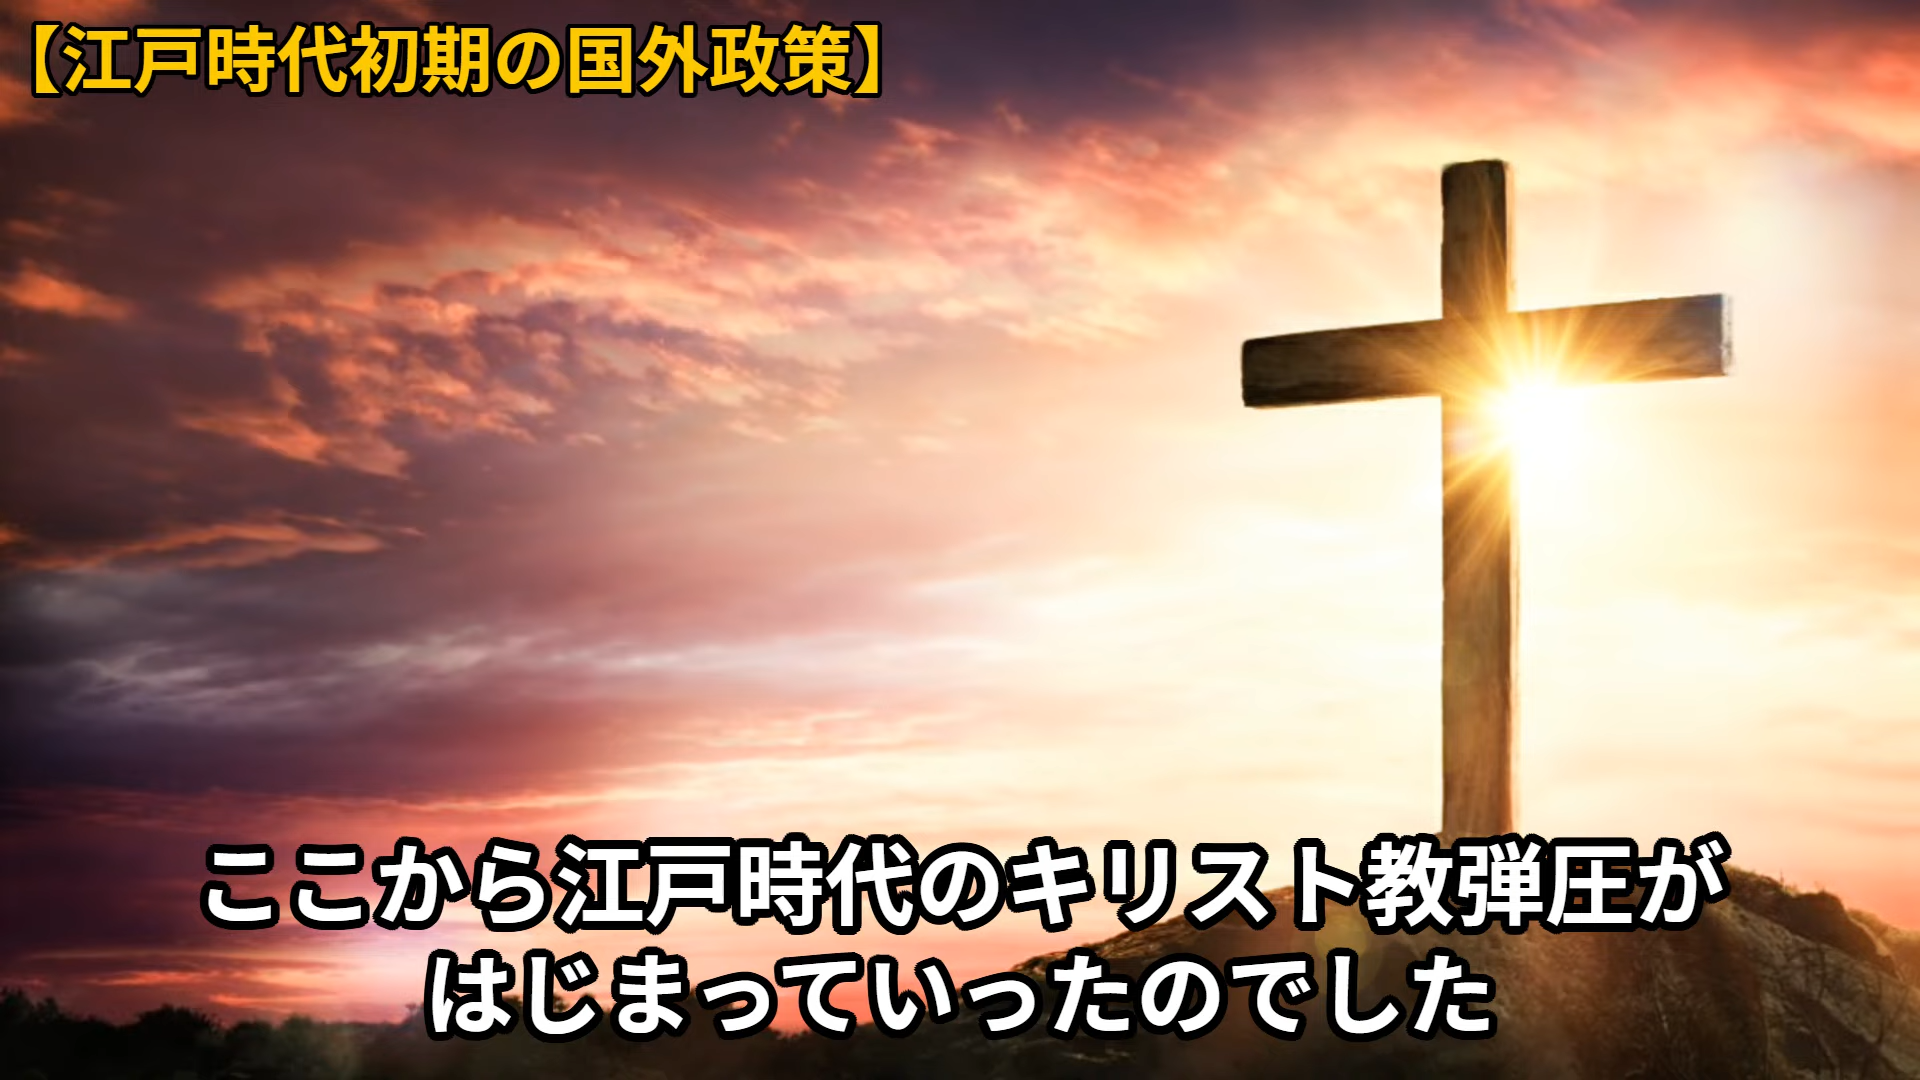 【江戸時代初期の国外政策】
ここから江戸時代のキリスト教弾圧が
はじまっていったのでした